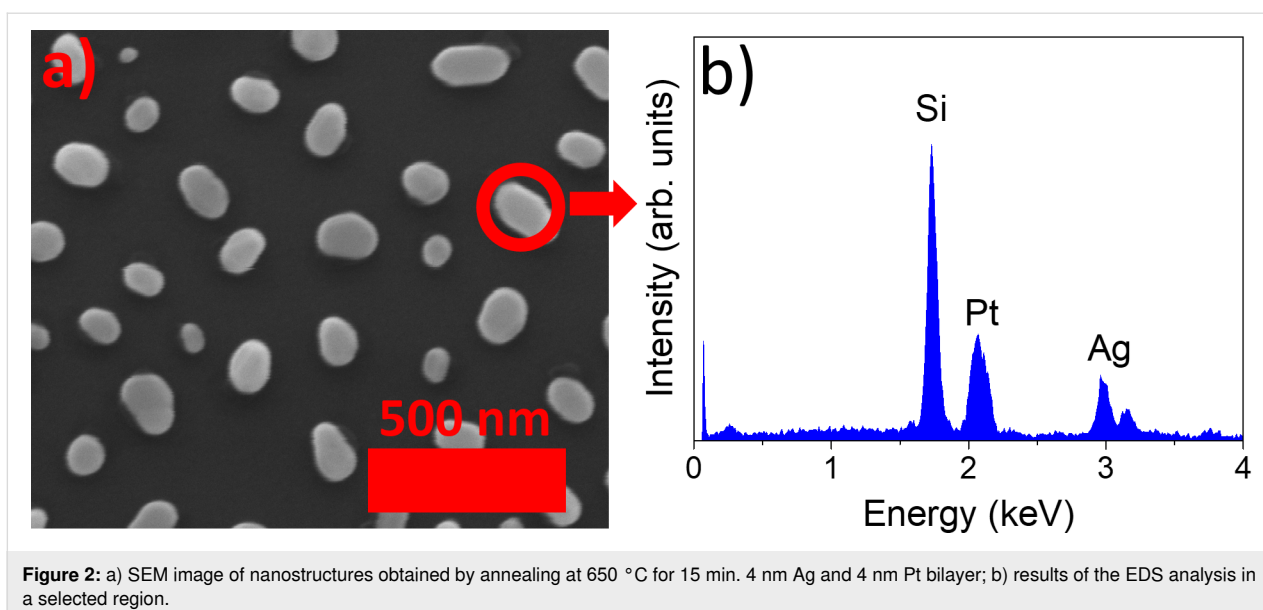 a)
500 nm
b)
Si
Pt
Ag
Intensity (arb. units)
0 1 2 3 4
Energy (keV)
Figure 2: a) SEM image of nanostructures obtained by annealing at 650 °C for 15 min. 4 nm Ag and 4 nm Pt bilayer; b) results of the EDS analysis in
a selected region.